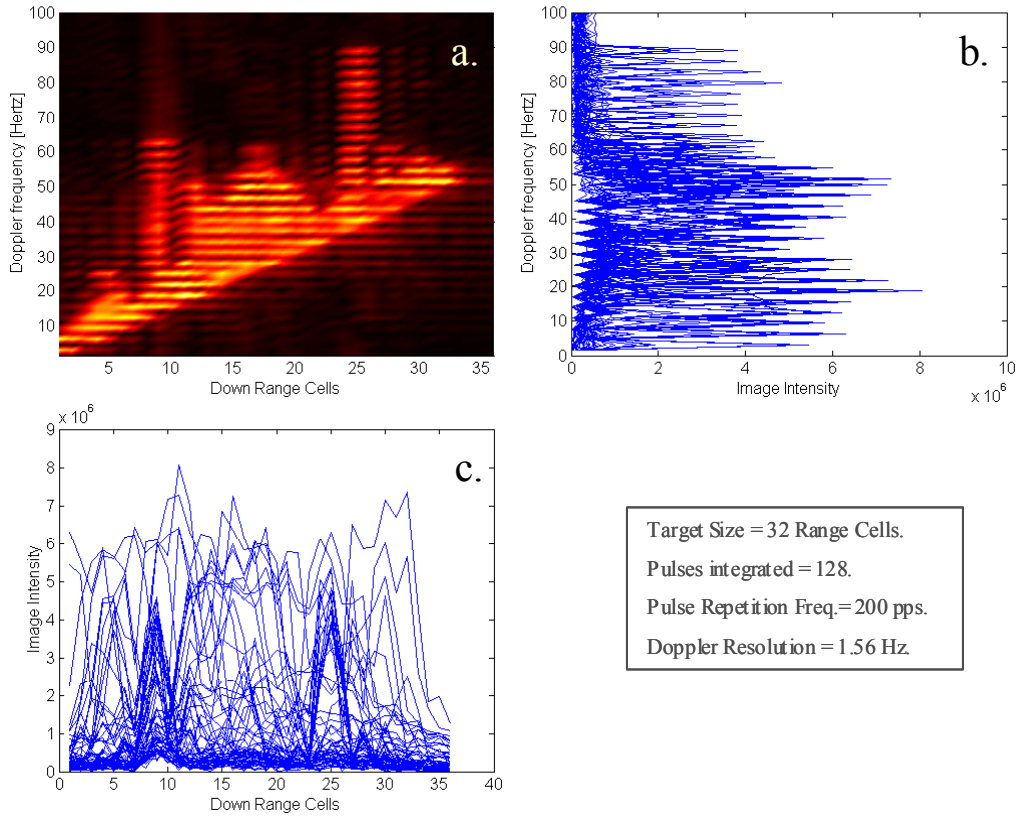 100
90
80
70
60
50
40
30
20
10
Doppler frequency [Hertz]
a.
5 10 15 20 25 30 35
Down Range Cells
100
90
80
70
60
50
40
30
20
10
0
Doppler frequency [Hertz]
b.
0 2 4 6 8 10
Image Intensity
x 10^6
x 10^6
9
8
7
6
5
4
3
2
1
0
Image Intensity
c.
0 5 10 15 20 25 30 35 40
Down Range Cells
Target Size = 32 Range Cells.
Pulses integrated = 128.
Pulse Repetition Freq.= 200 pps.
Doppler Resolution = 1.56 Hz.